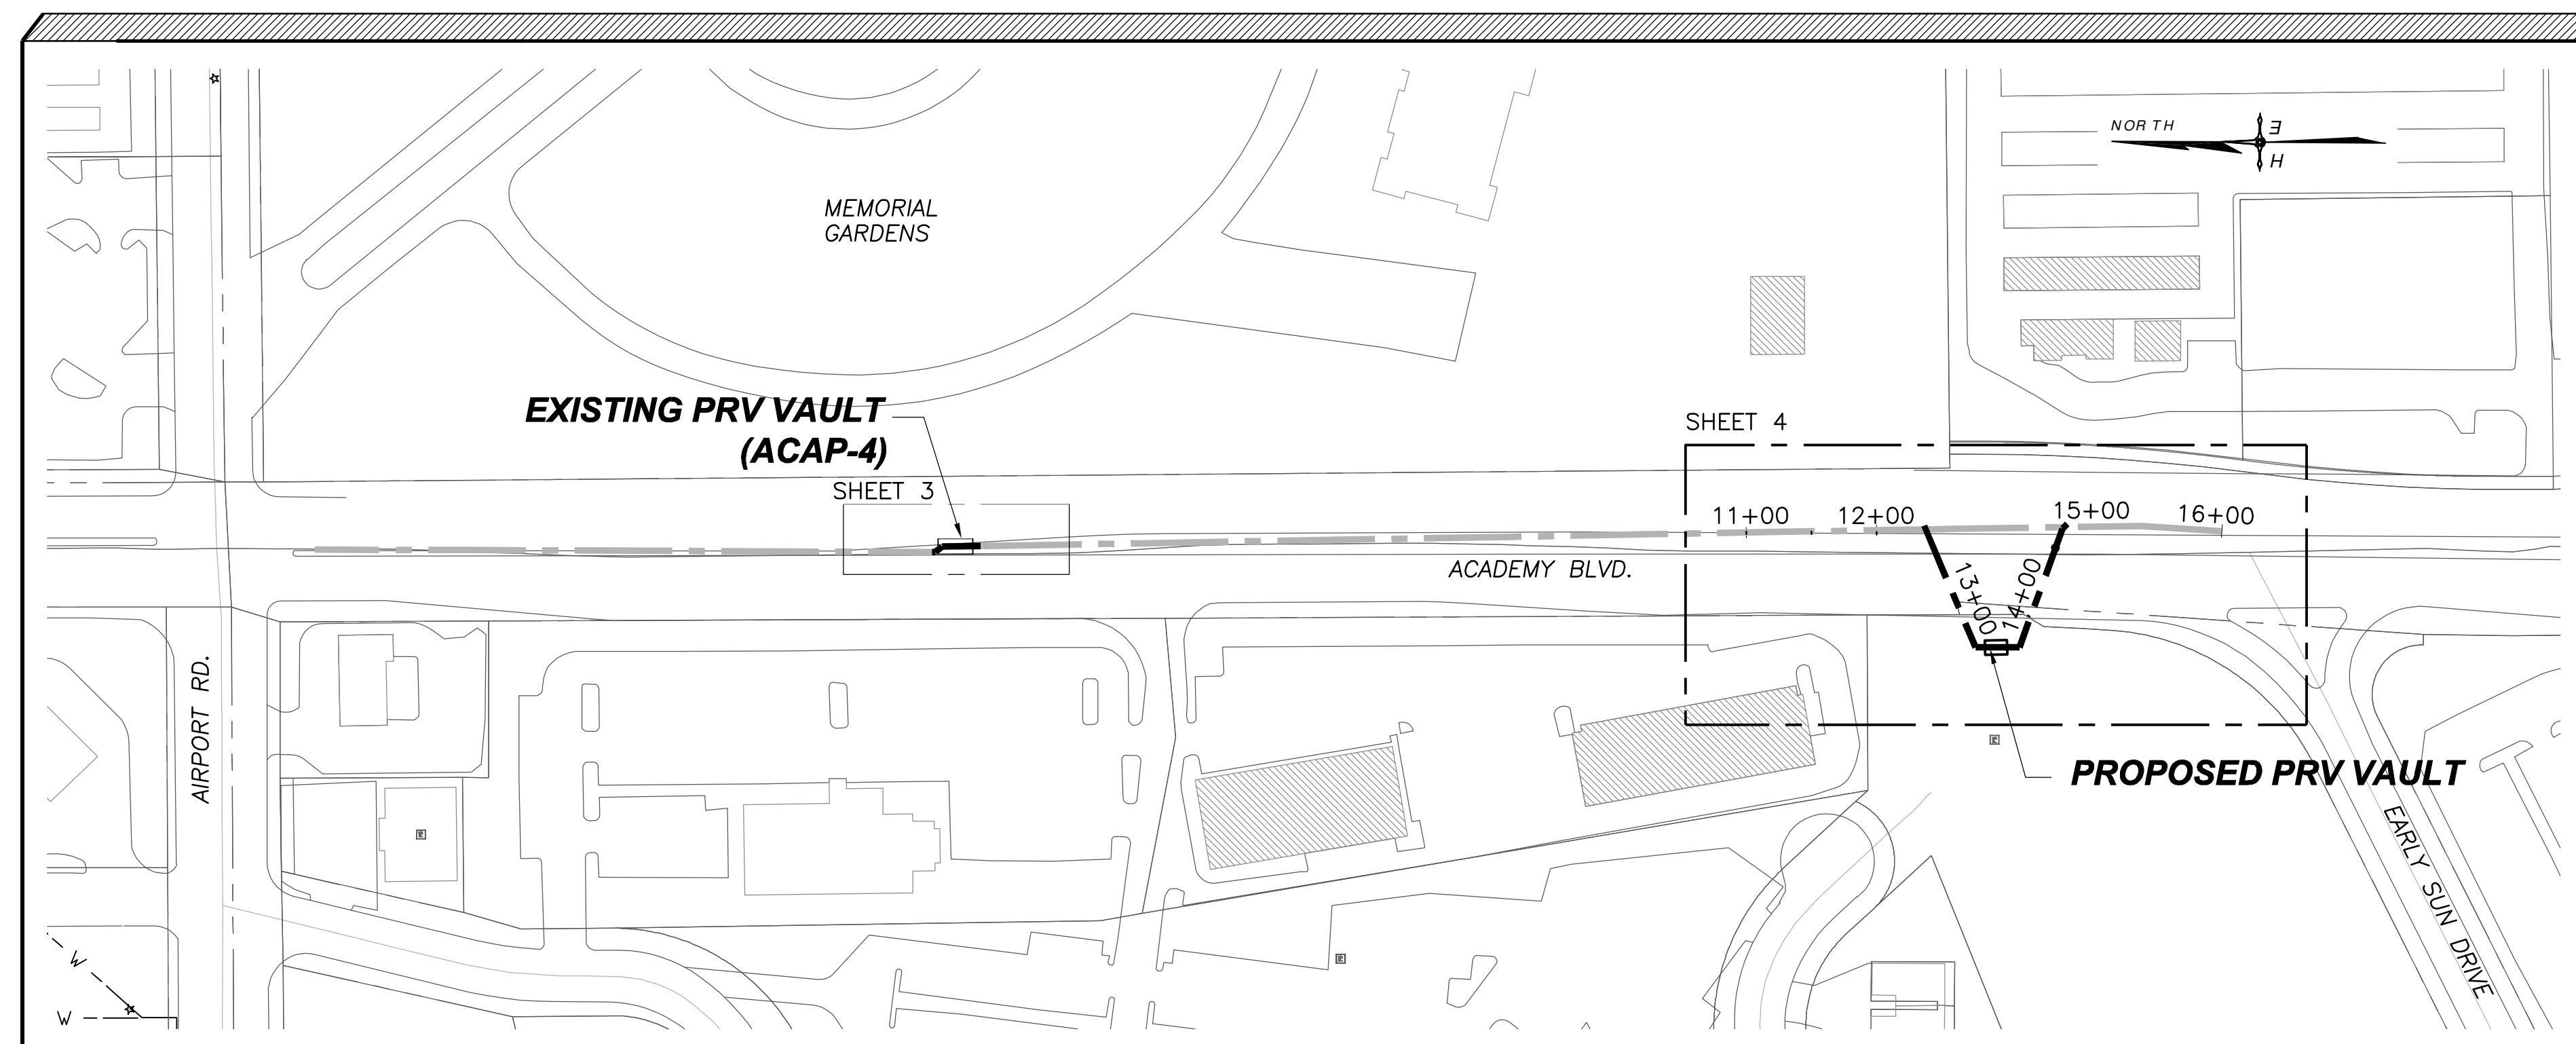 NORTH
E
H
MEMORIAL
GARDENS
EXISTING PRV VAULT
(ACAP-4)
SHEET 4
SHEET 3
11+00
12+00
15+00
16+00
13+00
14+00
ACADEMY BLVD.
AIRPORT RD.
PROPOSED PRV VAULT
EARLY SUN DRIVE
W
W